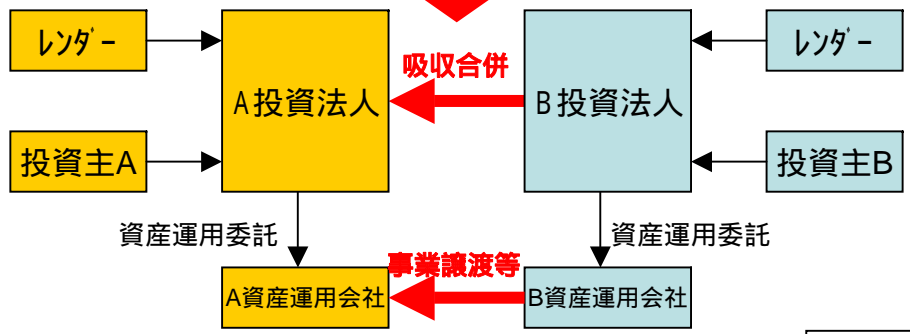 ﾚﾝﾀﾞｰ
A投資法人
吸収合併
B投資法人
ﾚﾝﾀﾞｰ
投資主A
投資主B
資産運用委託
資産運用委託
事業譲渡等
A資産運用会社
B資産運用会社